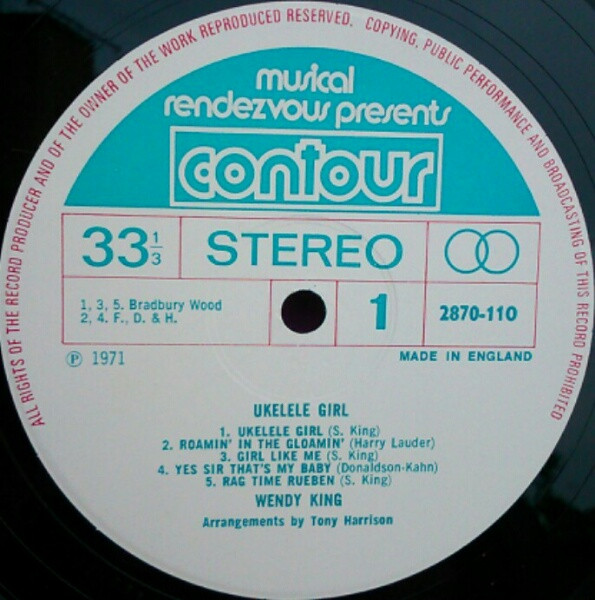 ALL RIGHTS OF THE RECORD PRODUCER AND OF THE OWNER OF THE WORK REPRODUCED RESERVED. COPYING, PUBLIC PERFORMANCE AND BROADCASTING OF THIS RECORD PROHIBITED
musical
rendezvous presents
contour
33 1/3 STEREO
1, 3, 5. Bradbury Wood
2, 4. F., D. & H.
1
2870-110
℗ 1971
MADE IN ENGLAND
UKELELE GIRL
1. UKELELE GIRL (S. King)
2. ROAMIN' IN THE GLOAMIN' (Harry Lauder)
3. GIRL LIKE ME (S. King)
4. YES SIR THAT'S MY BABY (Donaldson-Kahn)
5. RAG TIME RUEBEN (S. King)
WENDY KING
Arrangements by Tony Harrison